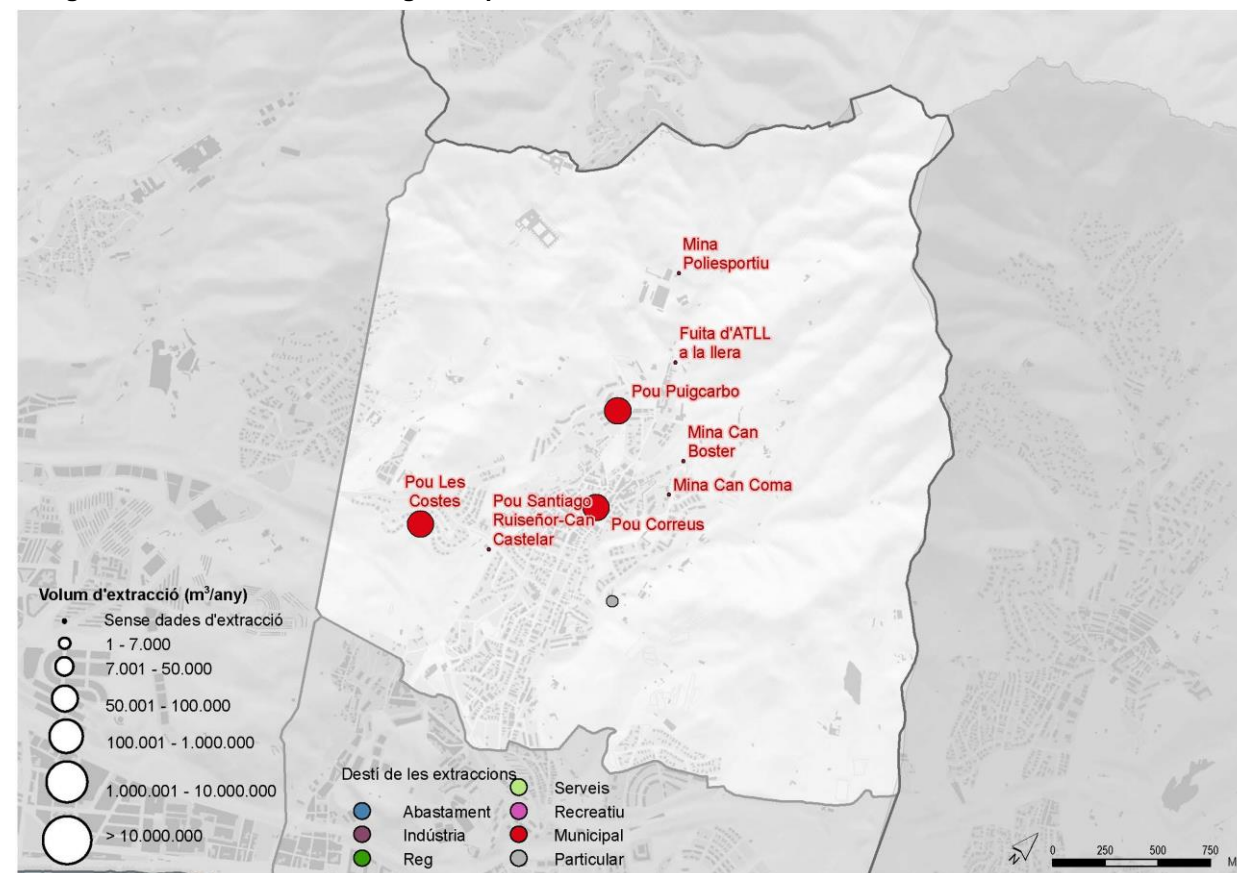 Mina
Poliesportiu
Fuita d'ATLL
a la llera
Pou Puigcarbo
Mina Can
Boster
Mina Can Coma
Pou Les
Costes
Pou Santiago
Ruiseñor-Can
Castelar
Pou Correus
Volum d'extracció (m³/any)
Sense dades d'extracció
1 - 7.000
7.001 - 50.000
50.001 - 100.000
100.001 - 1.000.000
1.000.001 - 10.000.000
> 10.000.000
Destí de les extraccions
Abastament
Indústria
Reg
Serveis
Recreatiu
Municipal
Particular
N
0 250 500 750
M